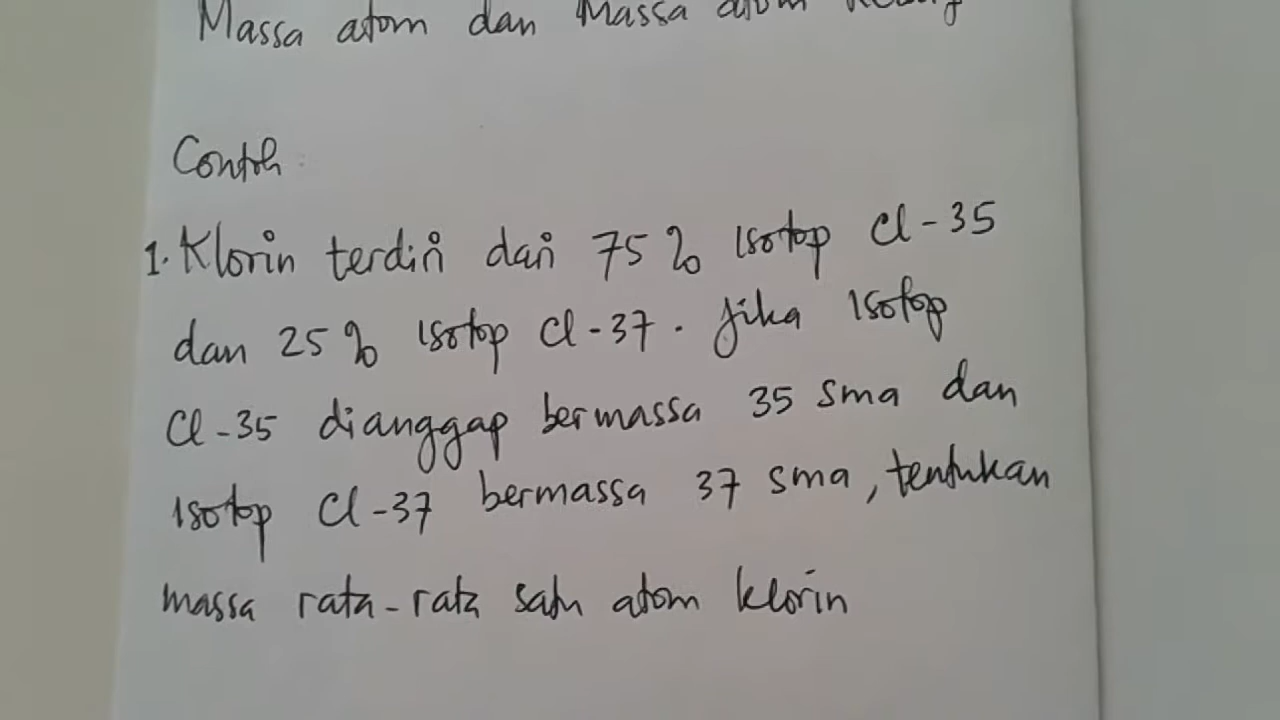 Massa atom dan Massa atom
Contoh :
1. Klorin terdiri dari 75 % isotop Cl-35
dan 25 % isotop Cl-37. Jika isotop
Cl-35 dianggap bermassa 35 sma dan
isotop Cl-37 bermassa 37 sma, tentukan
massa rata-rata satu atom klorin